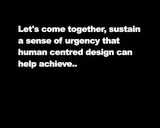 Let's come together, sustain
a sense of urgency that
human centred design can
help achieve..